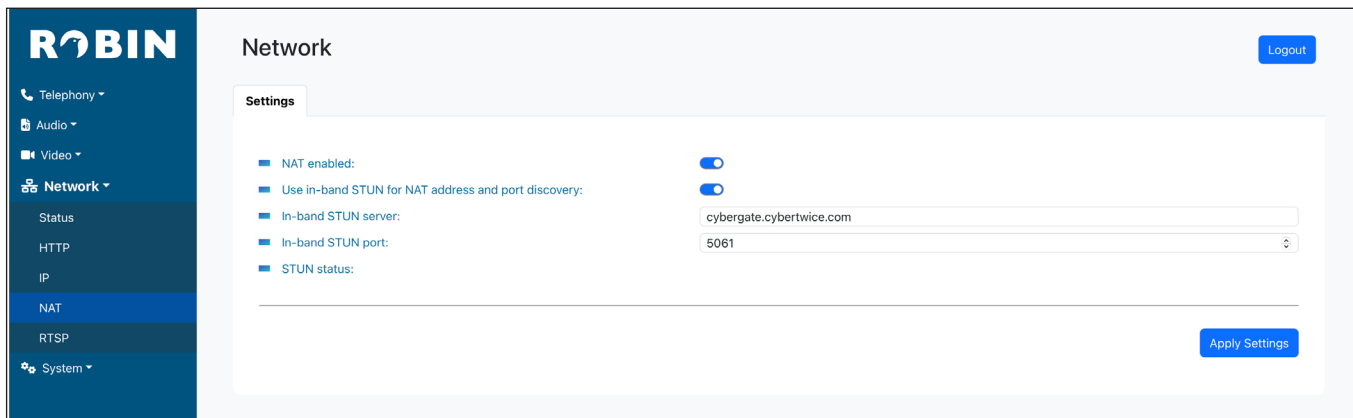 ROBIN
Telephony
Audio
Video
Network
Status
HTTP
IP
NAT
RTSP
System
Network
Logout
Settings
NAT enabled:
Use in-band STUN for NAT address and port discovery:
In-band STUN server: cybergate.cybertwice.com
In-band STUN port: 5061
STUN status:
Apply Settings